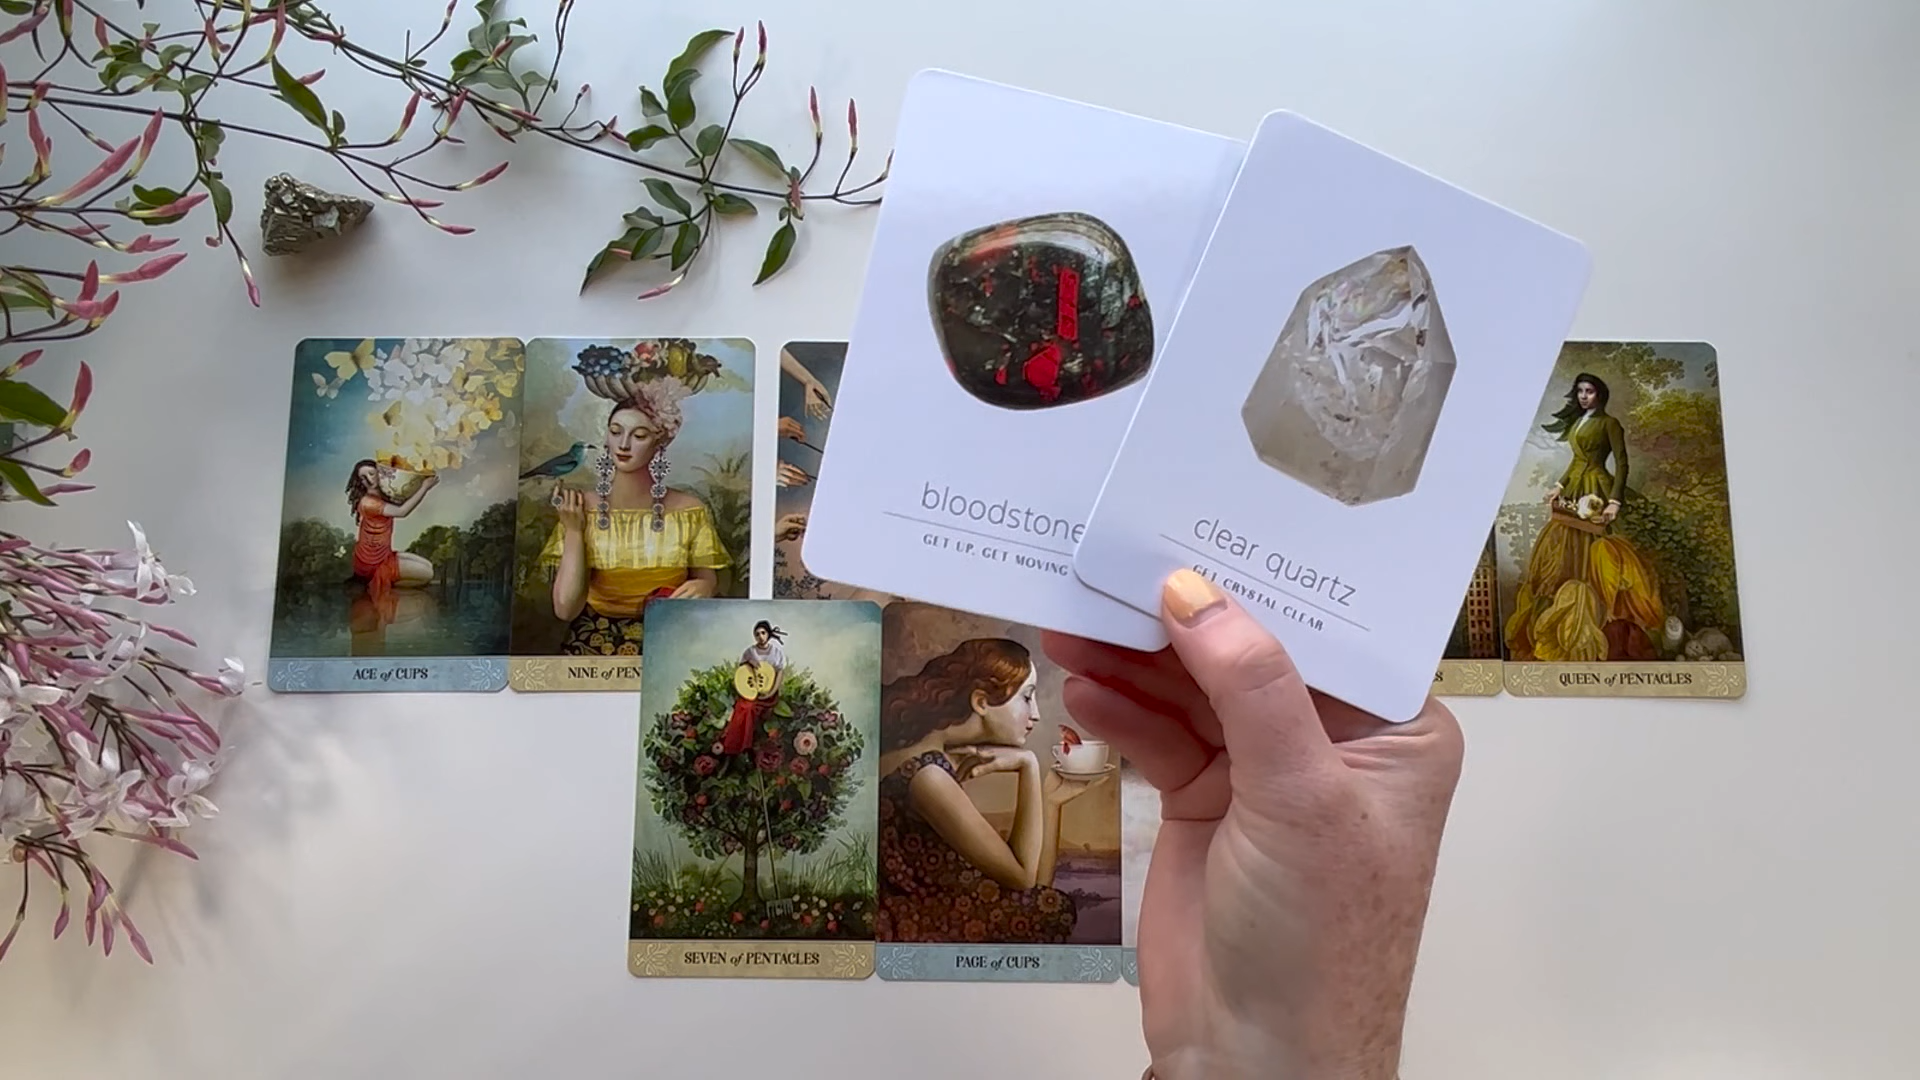 bloodstone
GET UP, GET MOVING
clear quartz
GET CRYSTAL CLEAR
ACE of CUPS
NINE of PEN
QUEEN of PENTACLES
SEVEN of PENTACLES
PAGE of CUPS